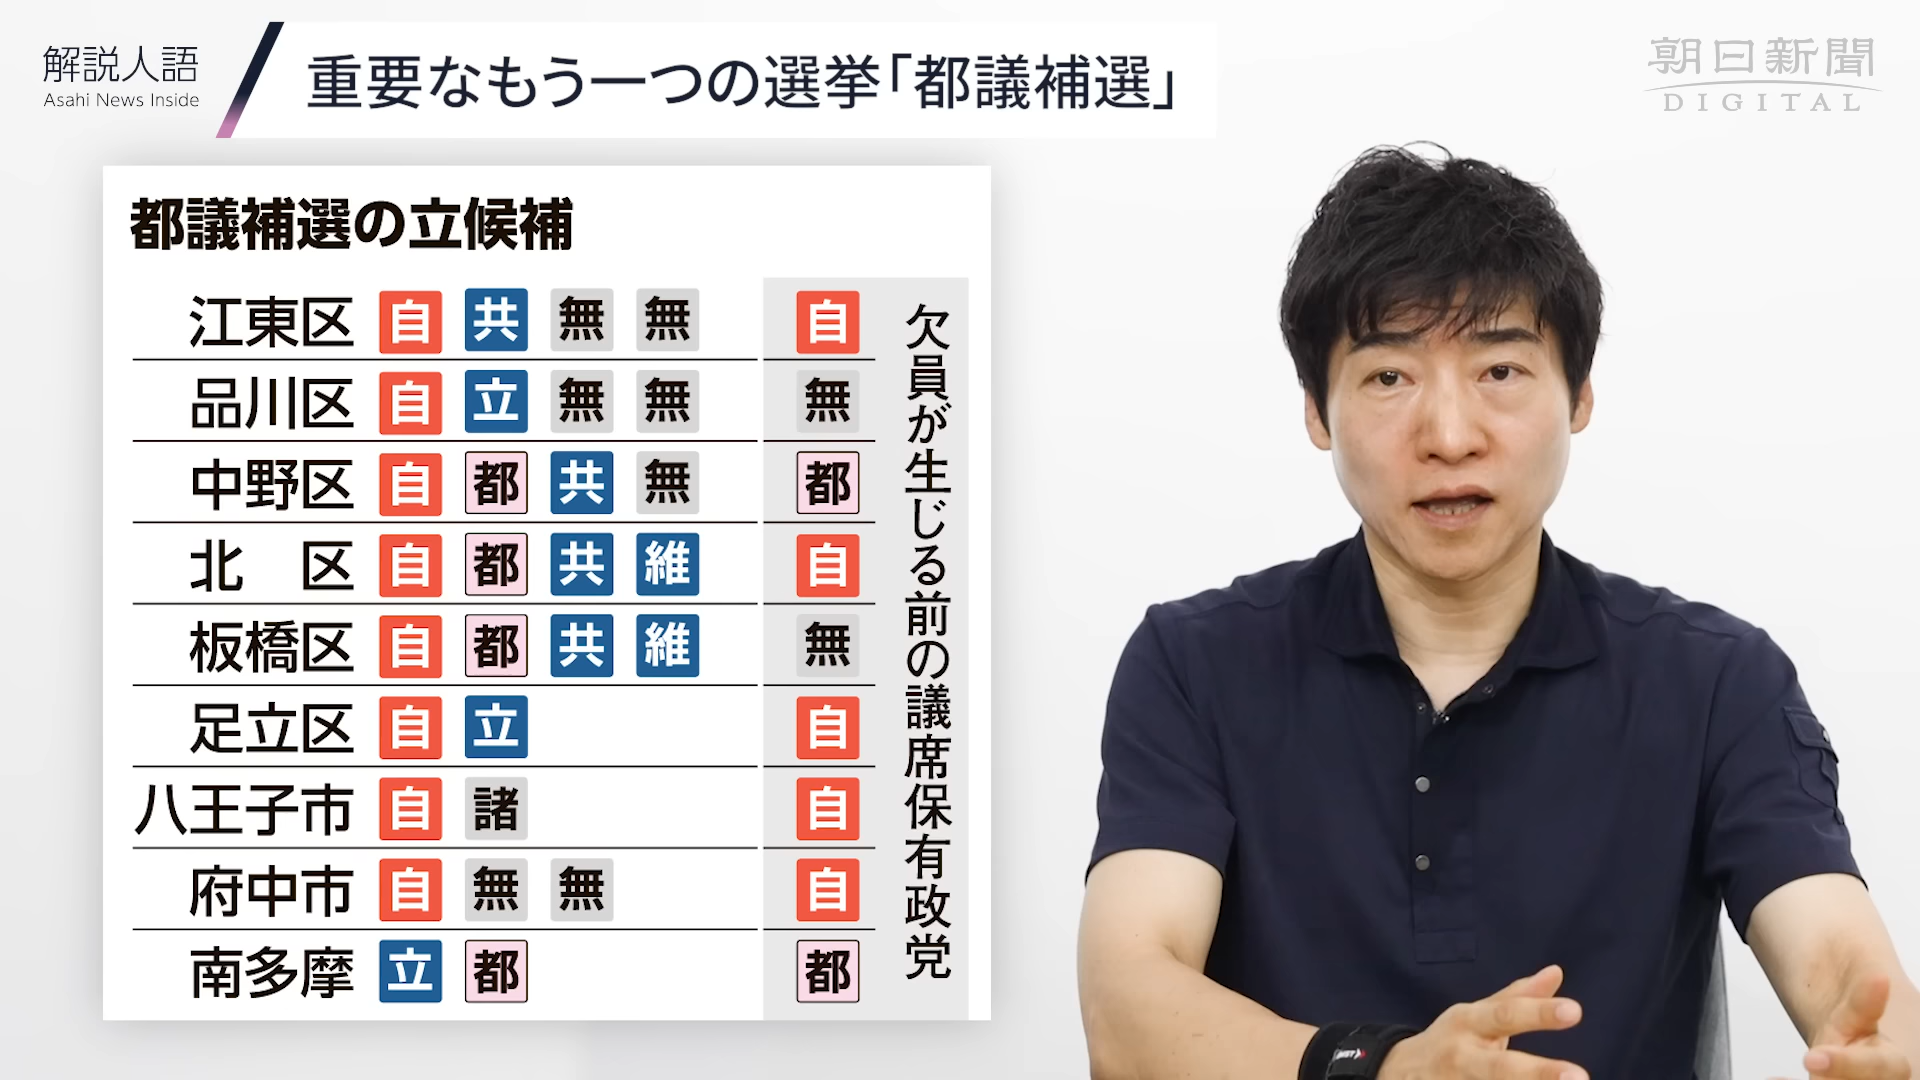 解説人語
Asahi News Inside
重要なもう一つの選挙「都議補選」
朝日新聞
DIGITAL
都議補選の立候補
江東区 自 共 無 無 自
品川区 自 立 無 無 無
中野区 自 都 共 無 都
北　区 自 都 共 維 自
板橋区 自 都 共 維 無
足立区 自 立 自
八王子市 自 諸 自
府中市 自 無 無 自
南多摩 立 都 都
欠員が生じる前の議席保有政党